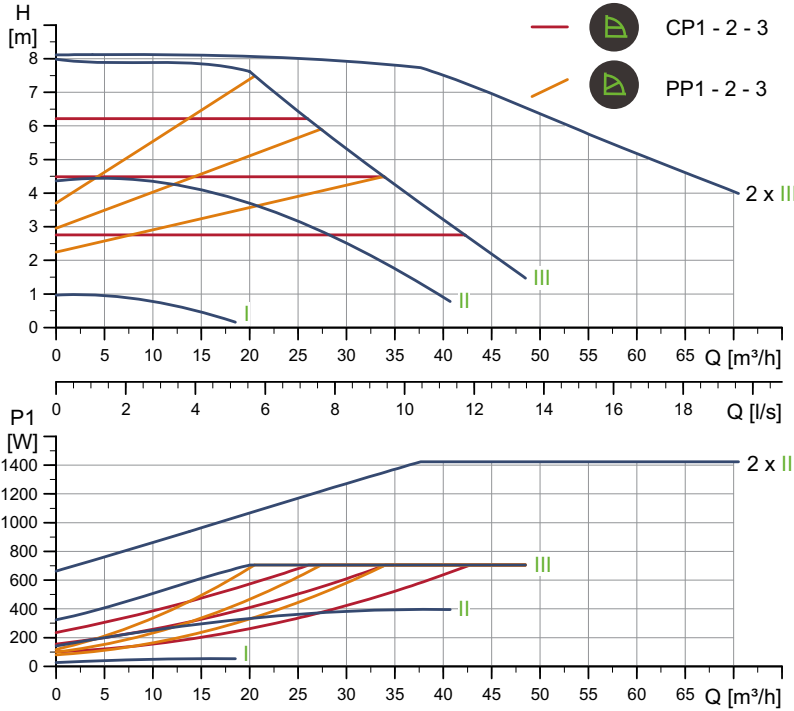 H
[m]
8
7
6
5
4
3
2
1
0
CP1 - 2 - 3
PP1 - 2 - 3
2 x III
III
II
I
0 5 10 15 20 25 30 35 40 45 50 55 60 65 Q [m³/h]
0 2 4 6 8 10 12 14 16 18 Q [l/s]
P1
[W]
1400
1200
1000
800
600
400
200
0
2 x II
III
II
I
0 5 10 15 20 25 30 35 40 45 50 55 60 65 Q [m³/h]